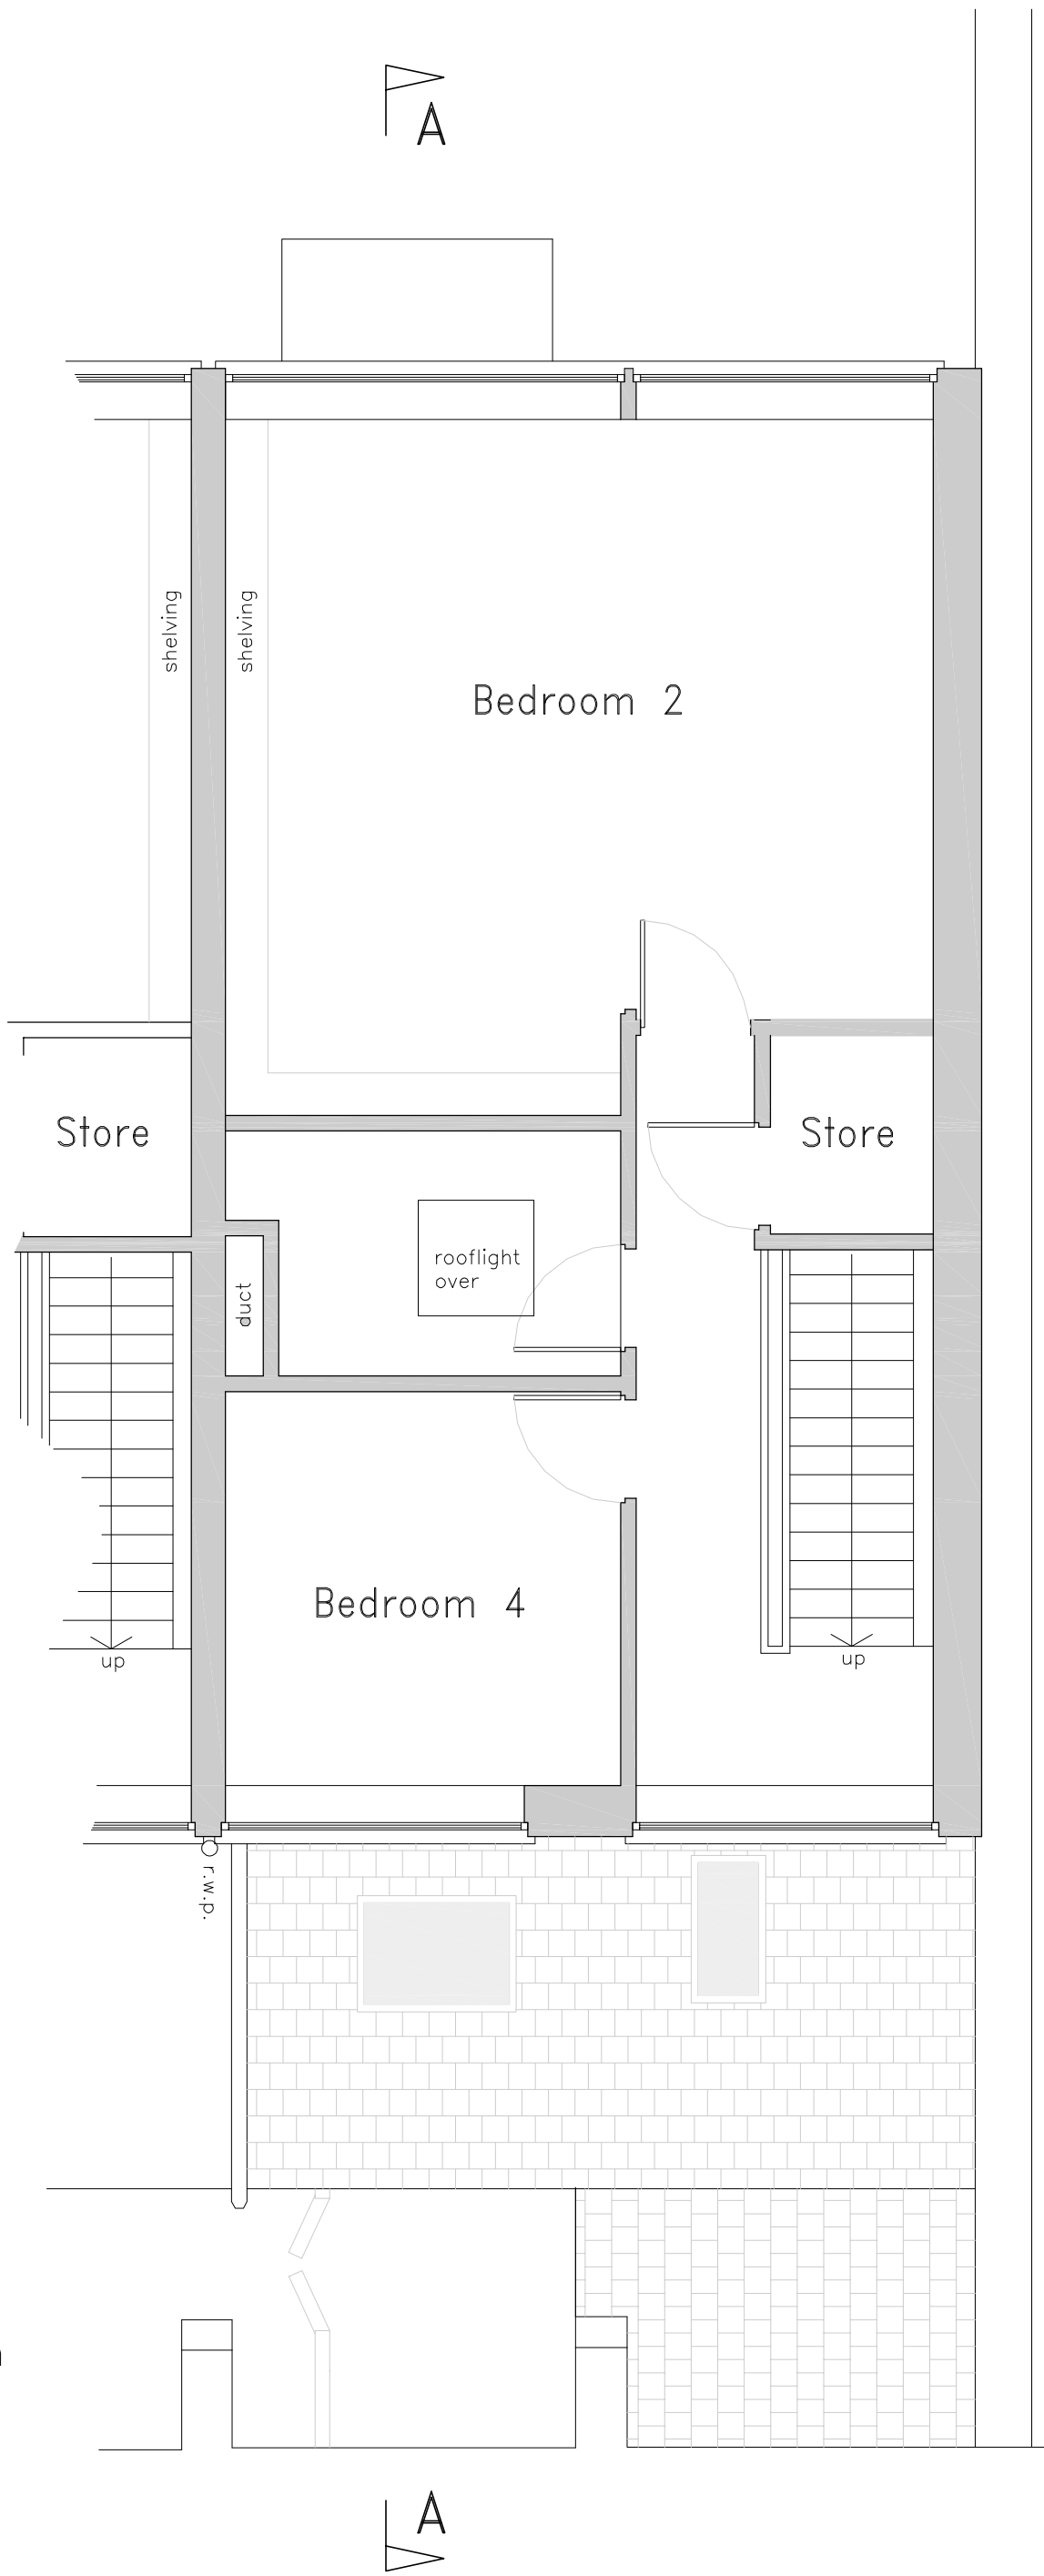 A
shelving
shelving
Bedroom 2
Store
Store
rooflight
over
duct
Bedroom 4
up
up
r.w.p.
A